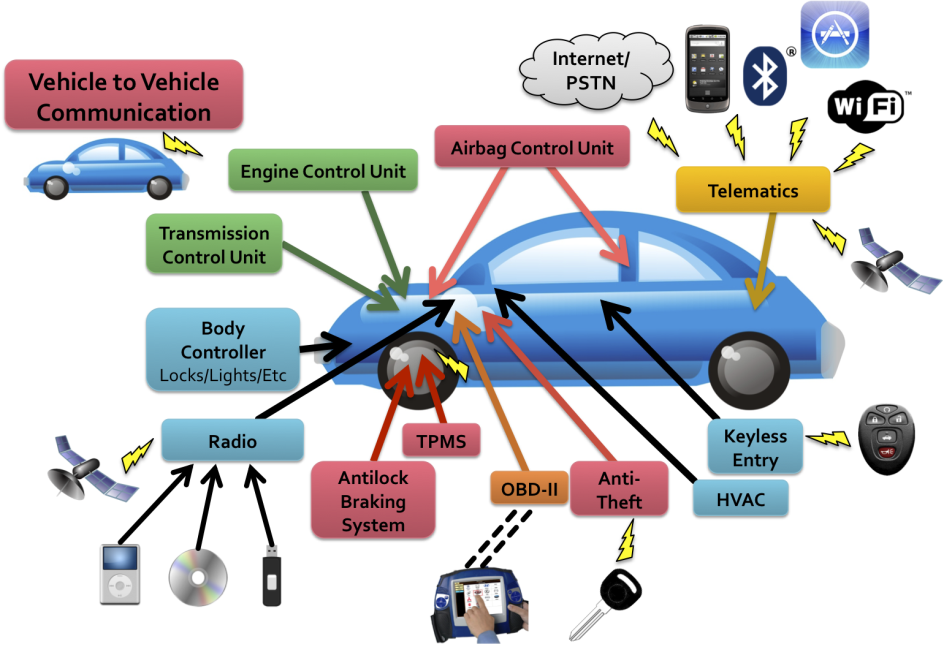 Internet/
PSTN
®
Wi Fi™
Vehicle to Vehicle
Communication
Airbag Control Unit
Engine Control Unit
Telematics
Transmission
Control Unit
Body
Controller
Locks/Lights/Etc
Radio
TPMS
Keyless
Entry
Antilock
Braking
System
OBD-II
Anti-
Theft
HVAC